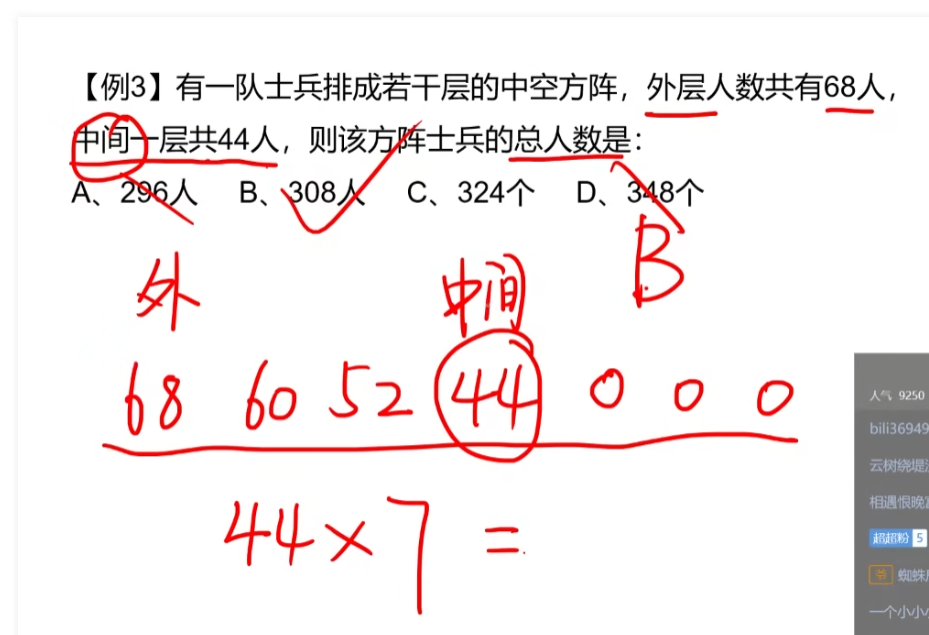 【例3】有一队士兵排成若干层的中空方阵，外层人数共有68人，
中间一层共44人，则该方阵士兵的总人数是：
A、296人 B、308人 C、324个 D、348个
B
外 中间
68 60 52 44 0 0 0
44×7 =
人气 9250
bili36949
云树绕堤
相遇恨晚
超超粉 5
蜘蛛
一个小小